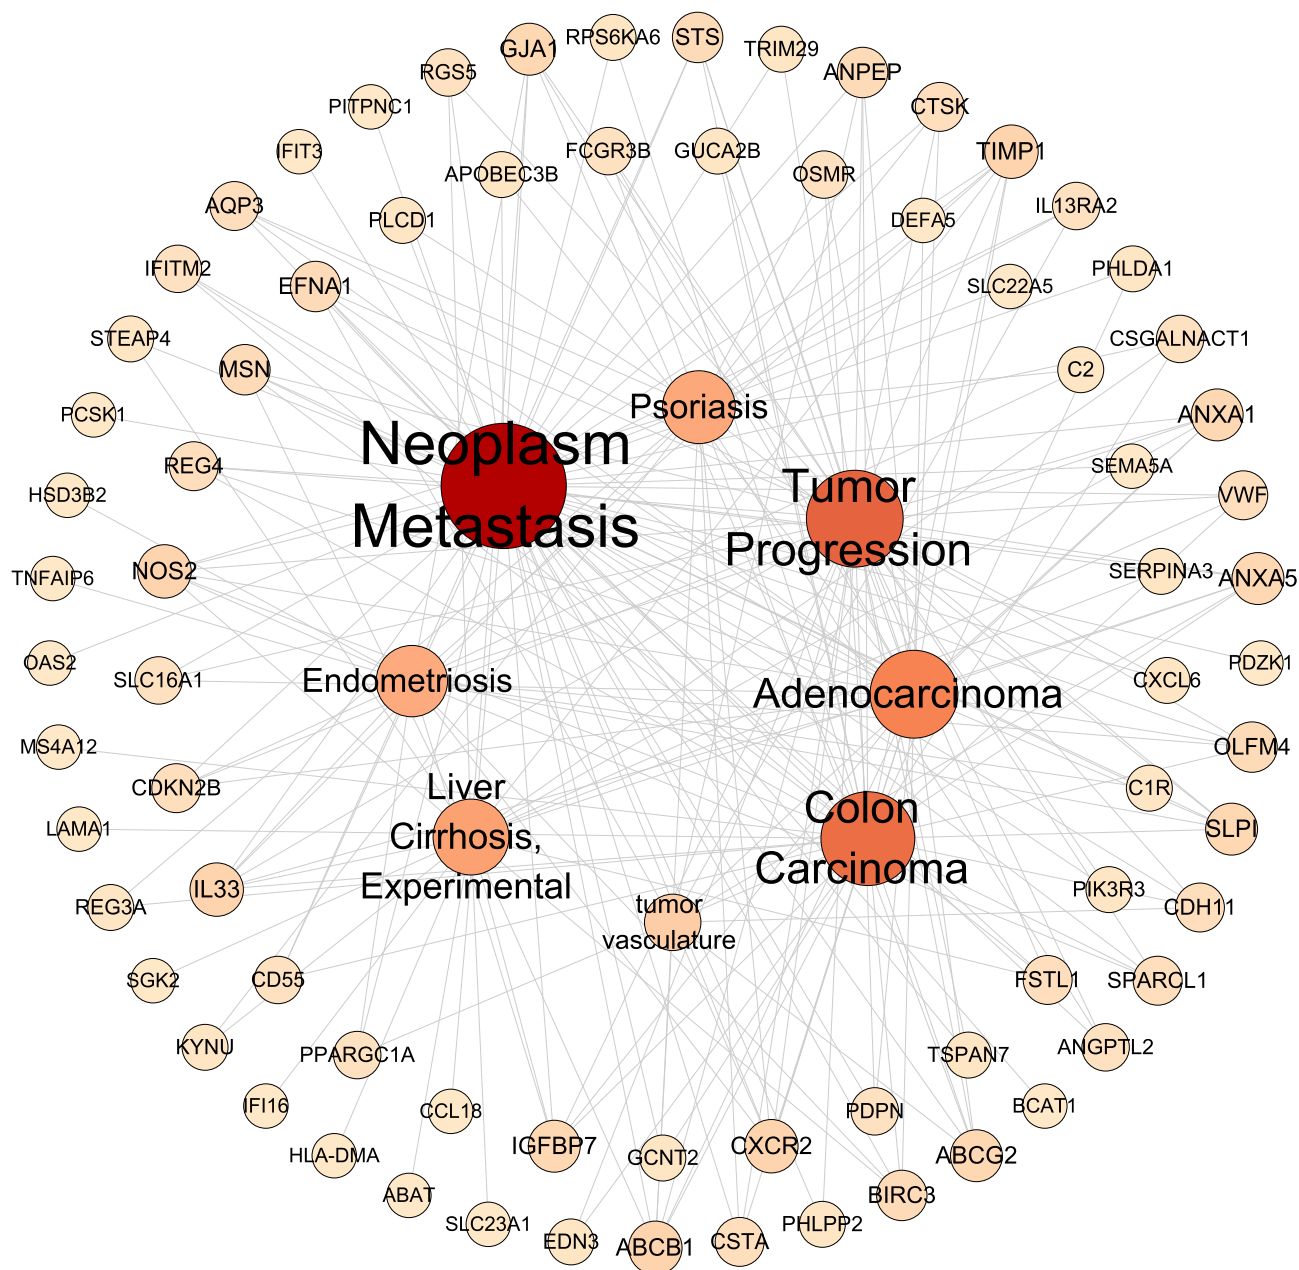 RPS6KA6
STS
GJA1
TRIM29
RGS5
ANPEP
PITPNC1
CTSK
IFIT3
FCGR3B
GUCA2B
TIMP1
APOBEC3B
OSMR
AQP3
PLCD1
DEFA5
IL13RA2
IFITM2
EFNA1
SLC22A5
PHLDA1
STEAP4
MSN
C2
CSGALNACT1
PCSK1
Psoriasis
ANXA1
Neoplasm
Metastasis
REG4
SEMA5A
HSD3B2
Tumor
Progression
VWF
TNFAIP6
NOS2
SERPINA3
ANXA5
OAS2
SLC16A1
Endometriosis
Adenocarcinoma
CXCL6
PDZK1
MS4A12
CDKN2B
OLFM4
Liver
Cirrhosis,
Experimental
C1R
LAMA1
Colon
Carcinoma
SLPI
REG3A
IL33
tumor
vasculature
PIK3R3
CDH11
SGK2
CD55
FSTL1
SPARCL1
KYNU
PPARGC1A
TSPAN7
ANGPTL2
IFI16
CCL18
PDPN
BCAT1
HLA-DMA
IGFBP7
GCNT2
CXCR2
ABCG2
ABAT
BIRC3
SLC23A1
EDN3
ABCB1
CSTA
PHLPP2